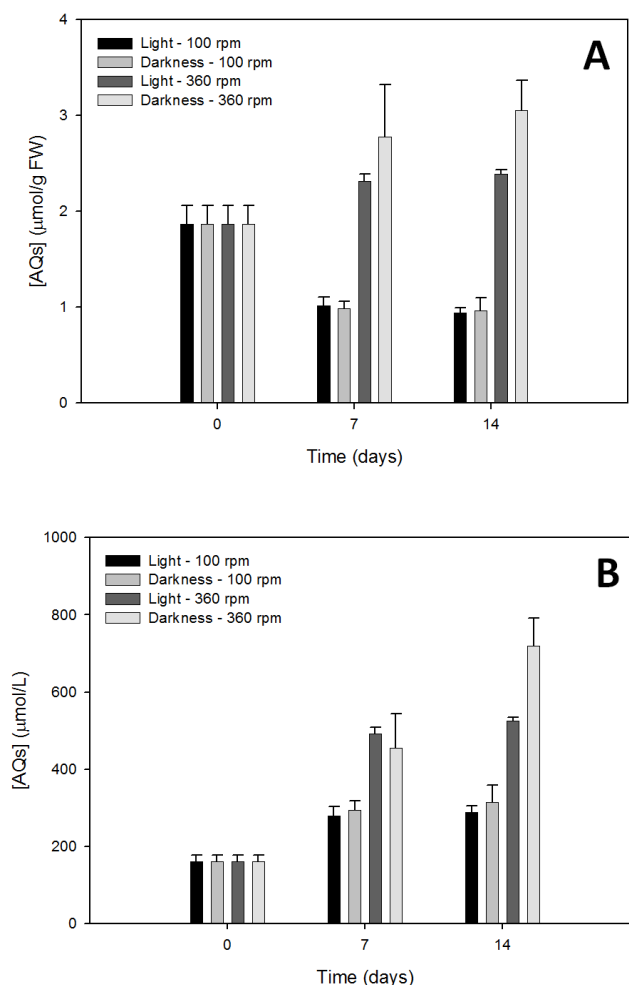 A
Light - 100 rpm
Darkness - 100 rpm
Light - 360 rpm
Darkness - 360 rpm
[AQs] (μmol/g FW)
4
3
2
1
0
0 7 14
Time (days)
B
Light - 100 rpm
Darkness - 100 rpm
Light - 360 rpm
Darkness - 360 rpm
[AQs] (μmol/L)
1000
800
600
400
200
0
0 7 14
Time (days)